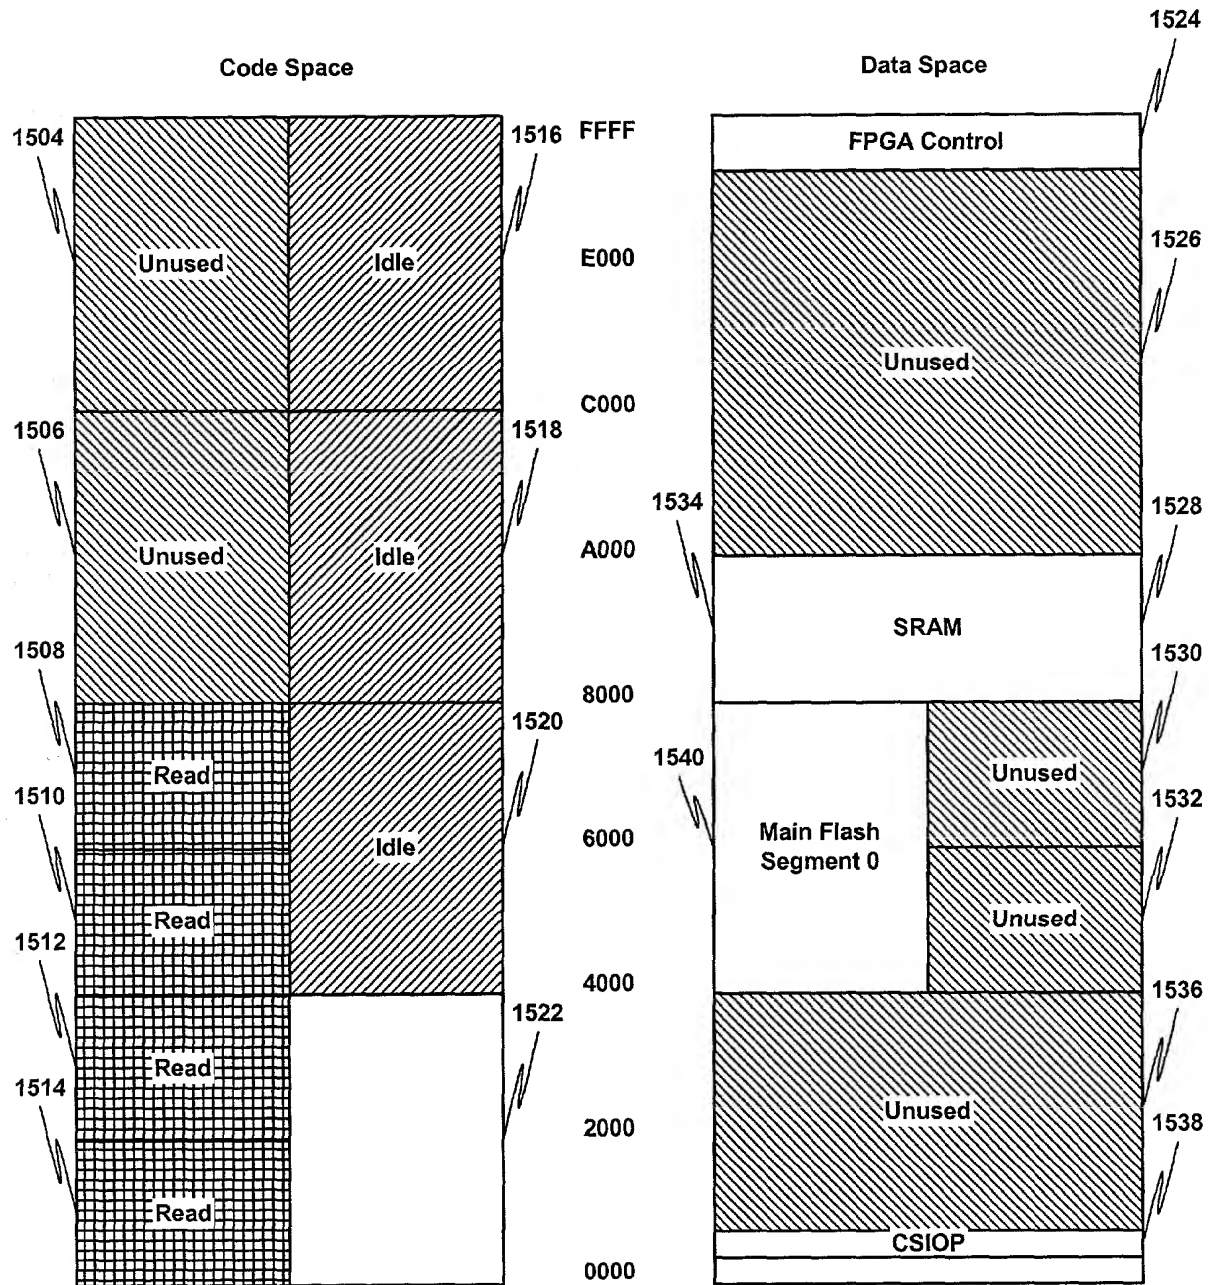 1524
Code Space
Data Space
1504
1516
FFFF
FPGA Control
1526
Unused
Idle
E000
Unused
C000
1506
1518
1534
1528
Unused
Idle
A000
SRAM
1508
1530
8000
1520
1540
Read
Unused
1510
1532
Idle
6000
Main Flash
Segment 0
Read
Unused
1512
4000
1536
1522
Read
1514
Unused
2000
1538
Read
CSIOP
0000